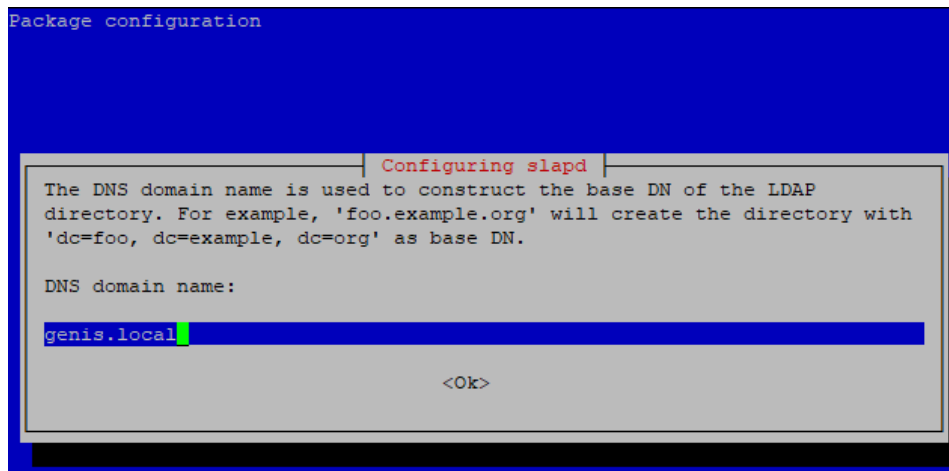 Package configuration
Configuring slapd
The DNS domain name is used to construct the base DN of the LDAP
directory. For example, 'foo.example.org' will create the directory with
'dc=foo, dc=example, dc=org' as base DN.
DNS domain name:
genis.local
<Ok>